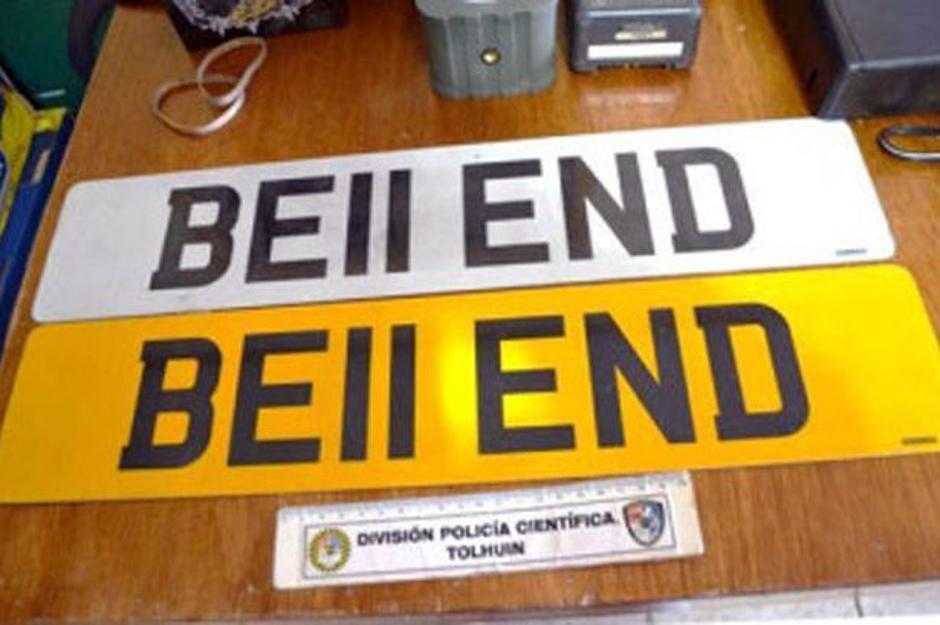 BE11 END
BE11 END
DIVISIÓN POLICÍA CIENTÍFICA.
TOLHUIN